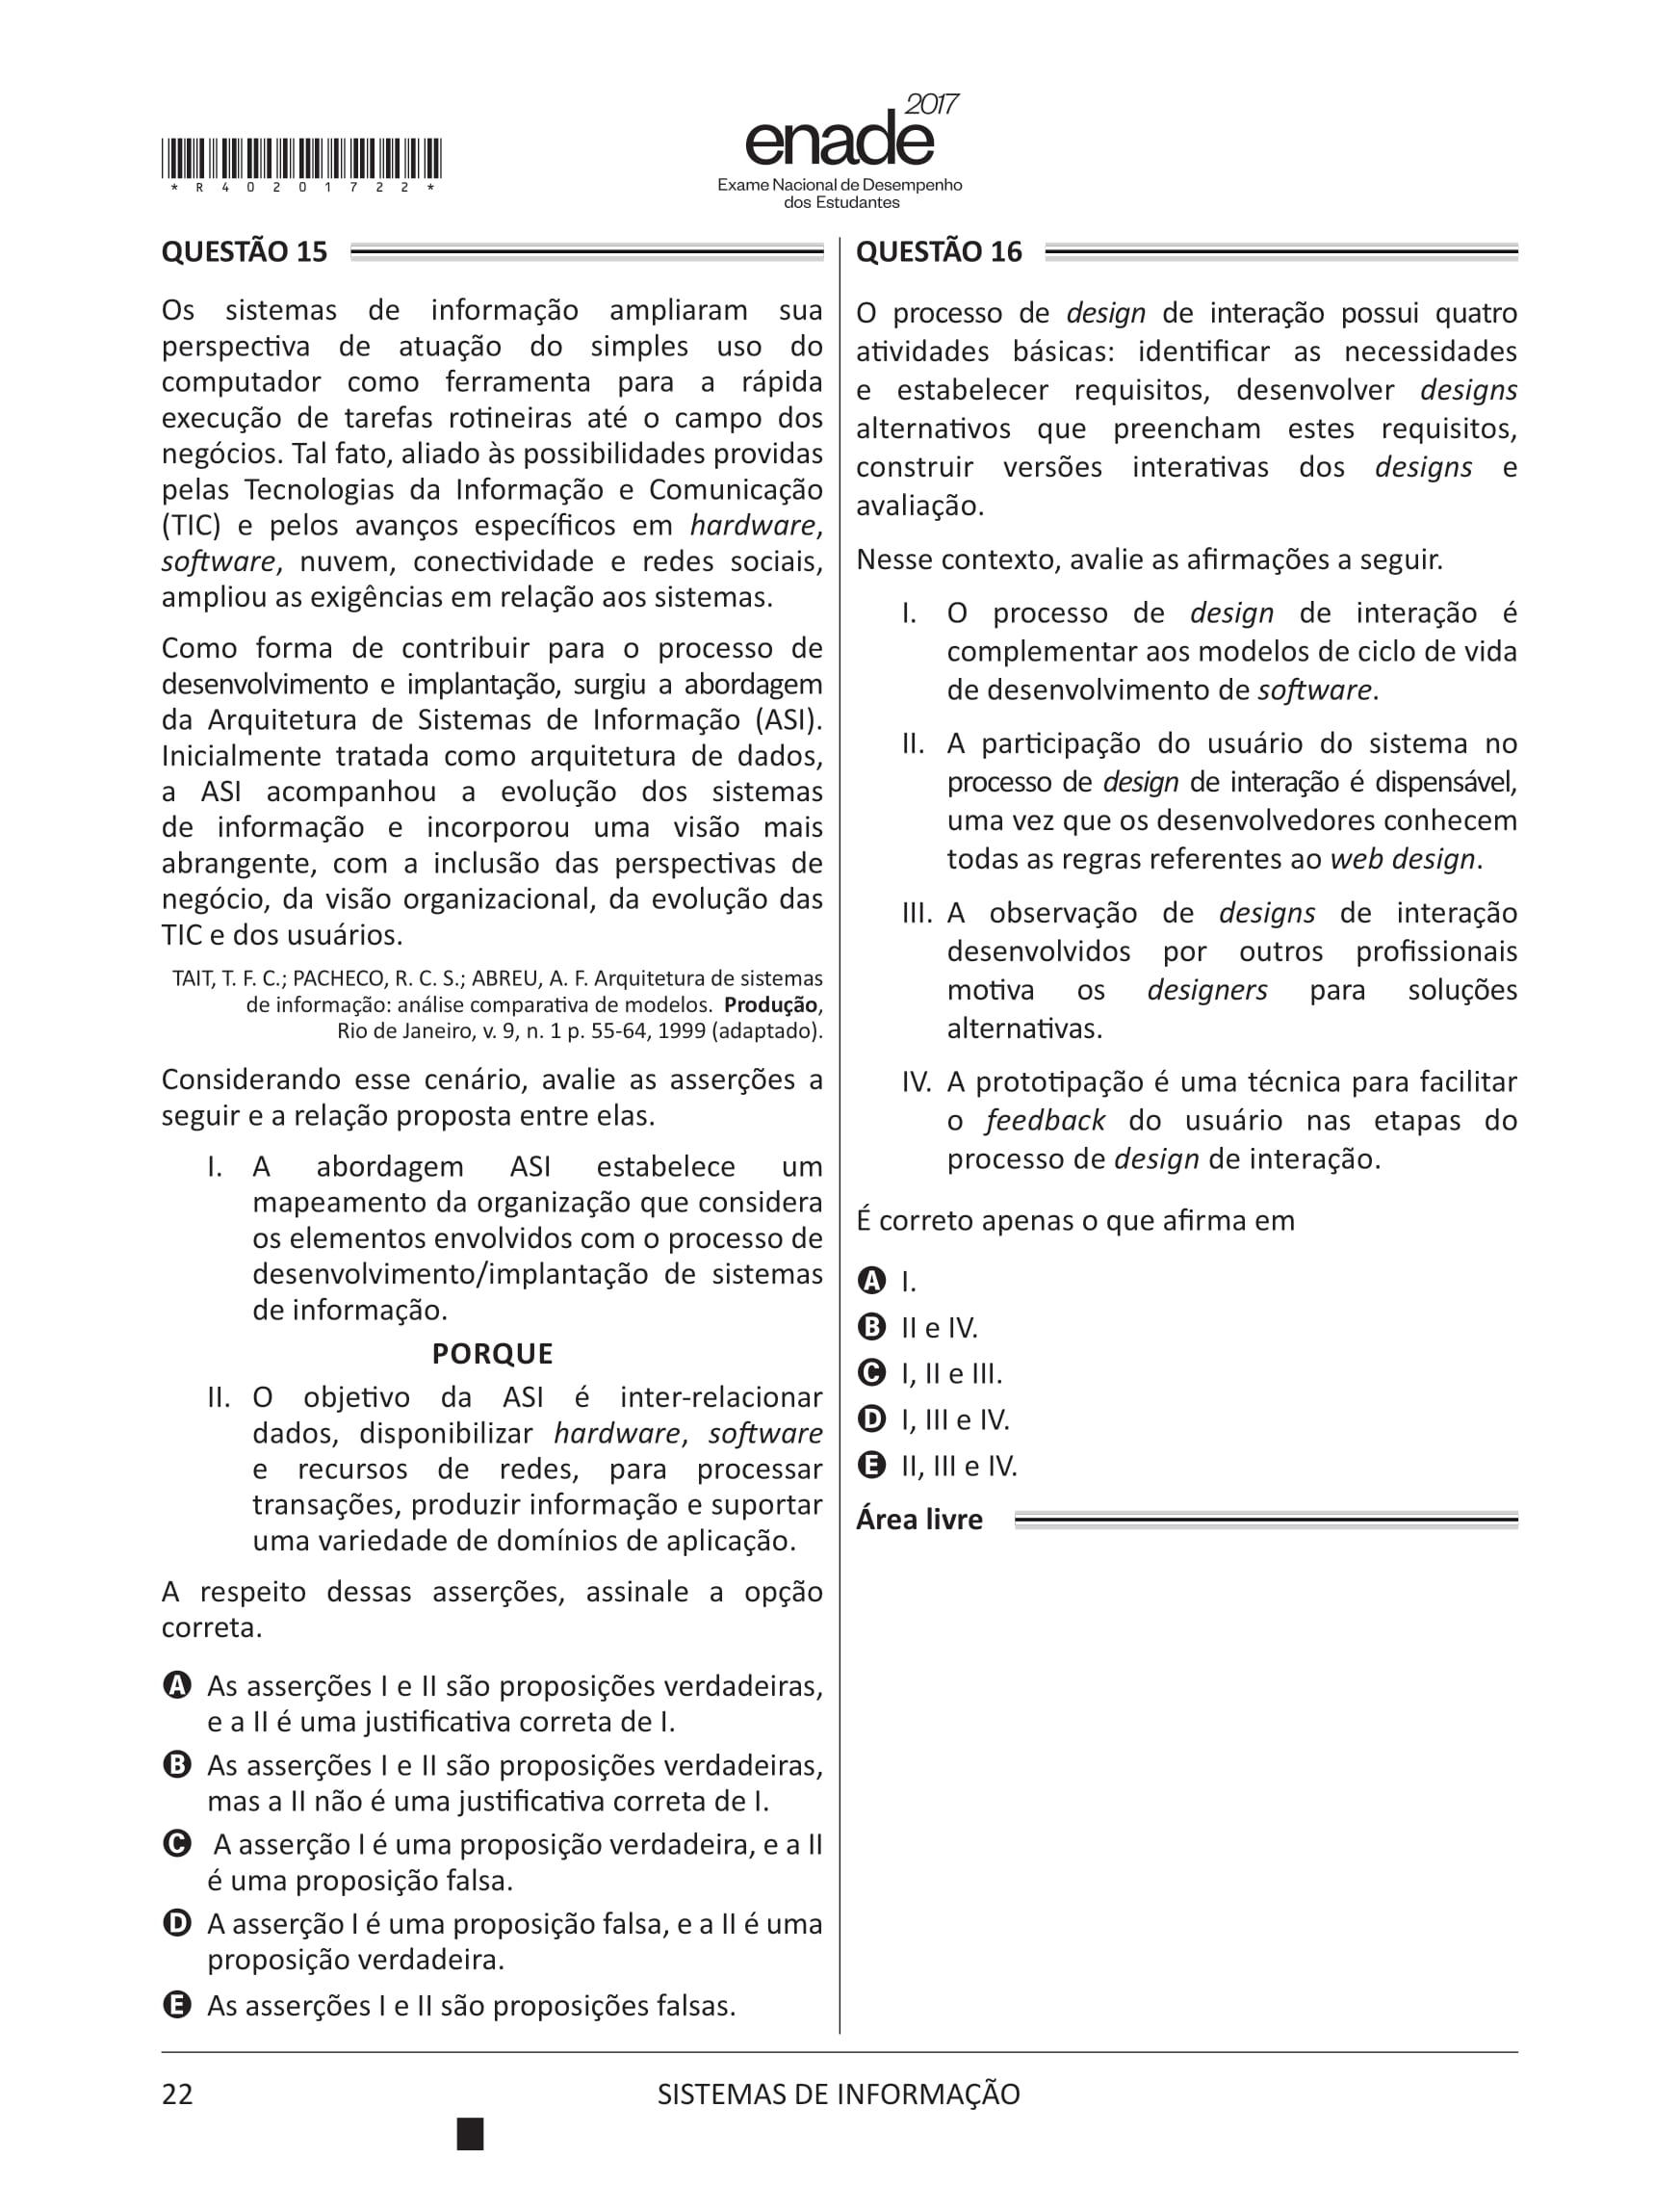 *R40201722*
2017
enade
Exame Nacional de Desempenho
dos Estudantes
QUESTÃO 15
Os sistemas de informação ampliaram sua
perspectiva de atuação do simples uso do
computador como ferramenta para a rápida
execução de tarefas rotineiras até o campo dos
negócios. Tal fato, aliado às possibilidades providas
pelas Tecnologias da Informação e Comunicação
(TIC) e pelos avanços específicos em hardware,
software, nuvem, conectividade e redes sociais,
ampliou as exigências em relação aos sistemas.
Como forma de contribuir para o processo de
desenvolvimento e implantação, surgiu a abordagem
da Arquitetura de Sistemas de Informação (ASI).
Inicialmente tratada como arquitetura de dados,
a ASI acompanhou a evolução dos sistemas
de informação e incorporou uma visão mais
abrangente, com a inclusão das perspectivas de
negócio, da visão organizacional, da evolução das
TIC e dos usuários.
TAIT, T. F. C.; PACHECO, R. C. S.; ABREU, A. F. Arquitetura de sistemas
de informação: análise comparativa de modelos. Produção,
Rio de Janeiro, v. 9, n. 1 p. 55-64, 1999 (adaptado).
Considerando esse cenário, avalie as asserções a
seguir e a relação proposta entre elas.
I. A abordagem ASI estabelece um
mapeamento da organização que considera
os elementos envolvidos com o processo de
desenvolvimento/implantação de sistemas
de informação.
PORQUE
II. O objetivo da ASI é inter-relacionar
dados, disponibilizar hardware, software
e recursos de redes, para processar
transações, produzir informação e suportar
uma variedade de domínios de aplicação.
A respeito dessas asserções, assinale a opção
correta.
A As asserções I e II são proposições verdadeiras,
e a II é uma justificativa correta de I.
B As asserções I e II são proposições verdadeiras,
mas a II não é uma justificativa correta de I.
C A asserção I é uma proposição verdadeira, e a II
é uma proposição falsa.
D A asserção I é uma proposição falsa, e a II é uma
proposição verdadeira.
E As asserções I e II são proposições falsas.
QUESTÃO 16
O processo de design de interação possui quatro
atividades básicas: identificar as necessidades
e estabelecer requisitos, desenvolver designs
alternativos que preencham estes requisitos,
construir versões interativas dos designs e
avaliação.
Nesse contexto, avalie as afirmações a seguir.
I. O processo de design de interação é
complementar aos modelos de ciclo de vida
de desenvolvimento de software.
II. A participação do usuário do sistema no
processo de design de interação é dispensável,
uma vez que os desenvolvedores conhecem
todas as regras referentes ao web design.
III. A observação de designs de interação
desenvolvidos por outros profissionais
motiva os designers para soluções
alternativas.
IV. A prototipação é uma técnica para facilitar
o feedback do usuário nas etapas do
processo de design de interação.
É correto apenas o que afirma em
A I.
B II e IV.
C I, II e III.
D I, III e IV.
E II, III e IV.
Área livre
22
SISTEMAS DE INFORMAÇÃO